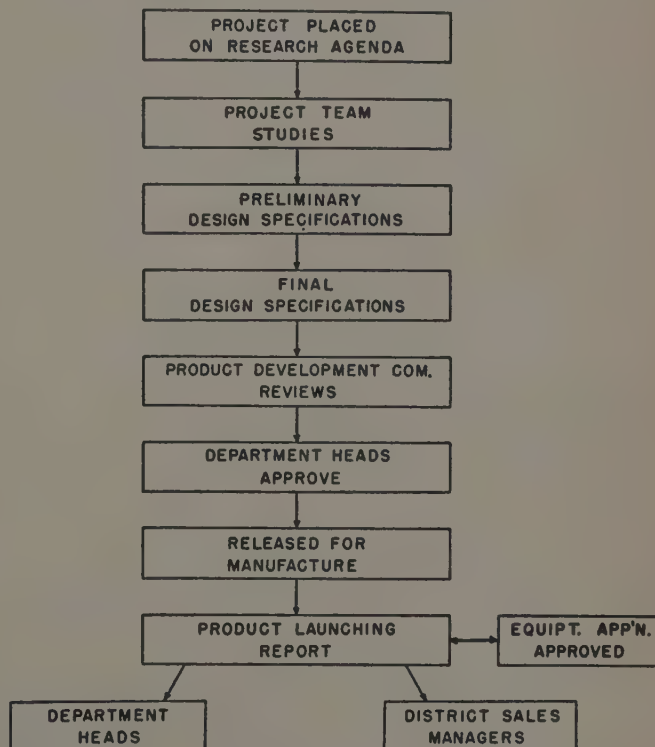 PROJECT PLACED
ON RESEARCH AGENDA
PROJECT TEAM
STUDIES
PRELIMINARY
DESIGN SPECIFICATIONS
FINAL
DESIGN SPECIFICATIONS
PRODUCT DEVELOPMENT COM.
REVIEWS
DEPARTMENT HEADS
APPROVE
RELEASED FOR
MANUFACTURE
PRODUCT LAUNCHING
REPORT
EQUIPT. APP'N.
APPROVED
DEPARTMENT
HEADS
DISTRICT SALES
MANAGERS